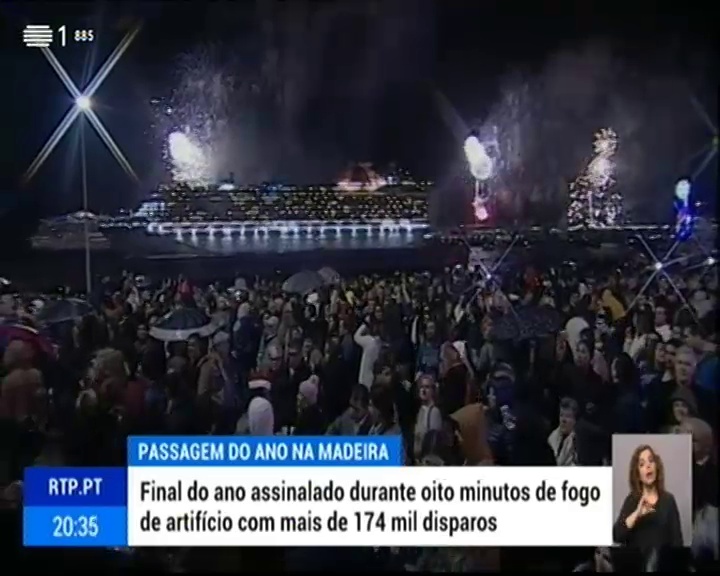 1 885
PASSAGEM DO ANO NA MADEIRA
RTP.PT
Final do ano assinalado durante oito minutos de fogo
de artifício com mais de 174 mil disparos
20:35